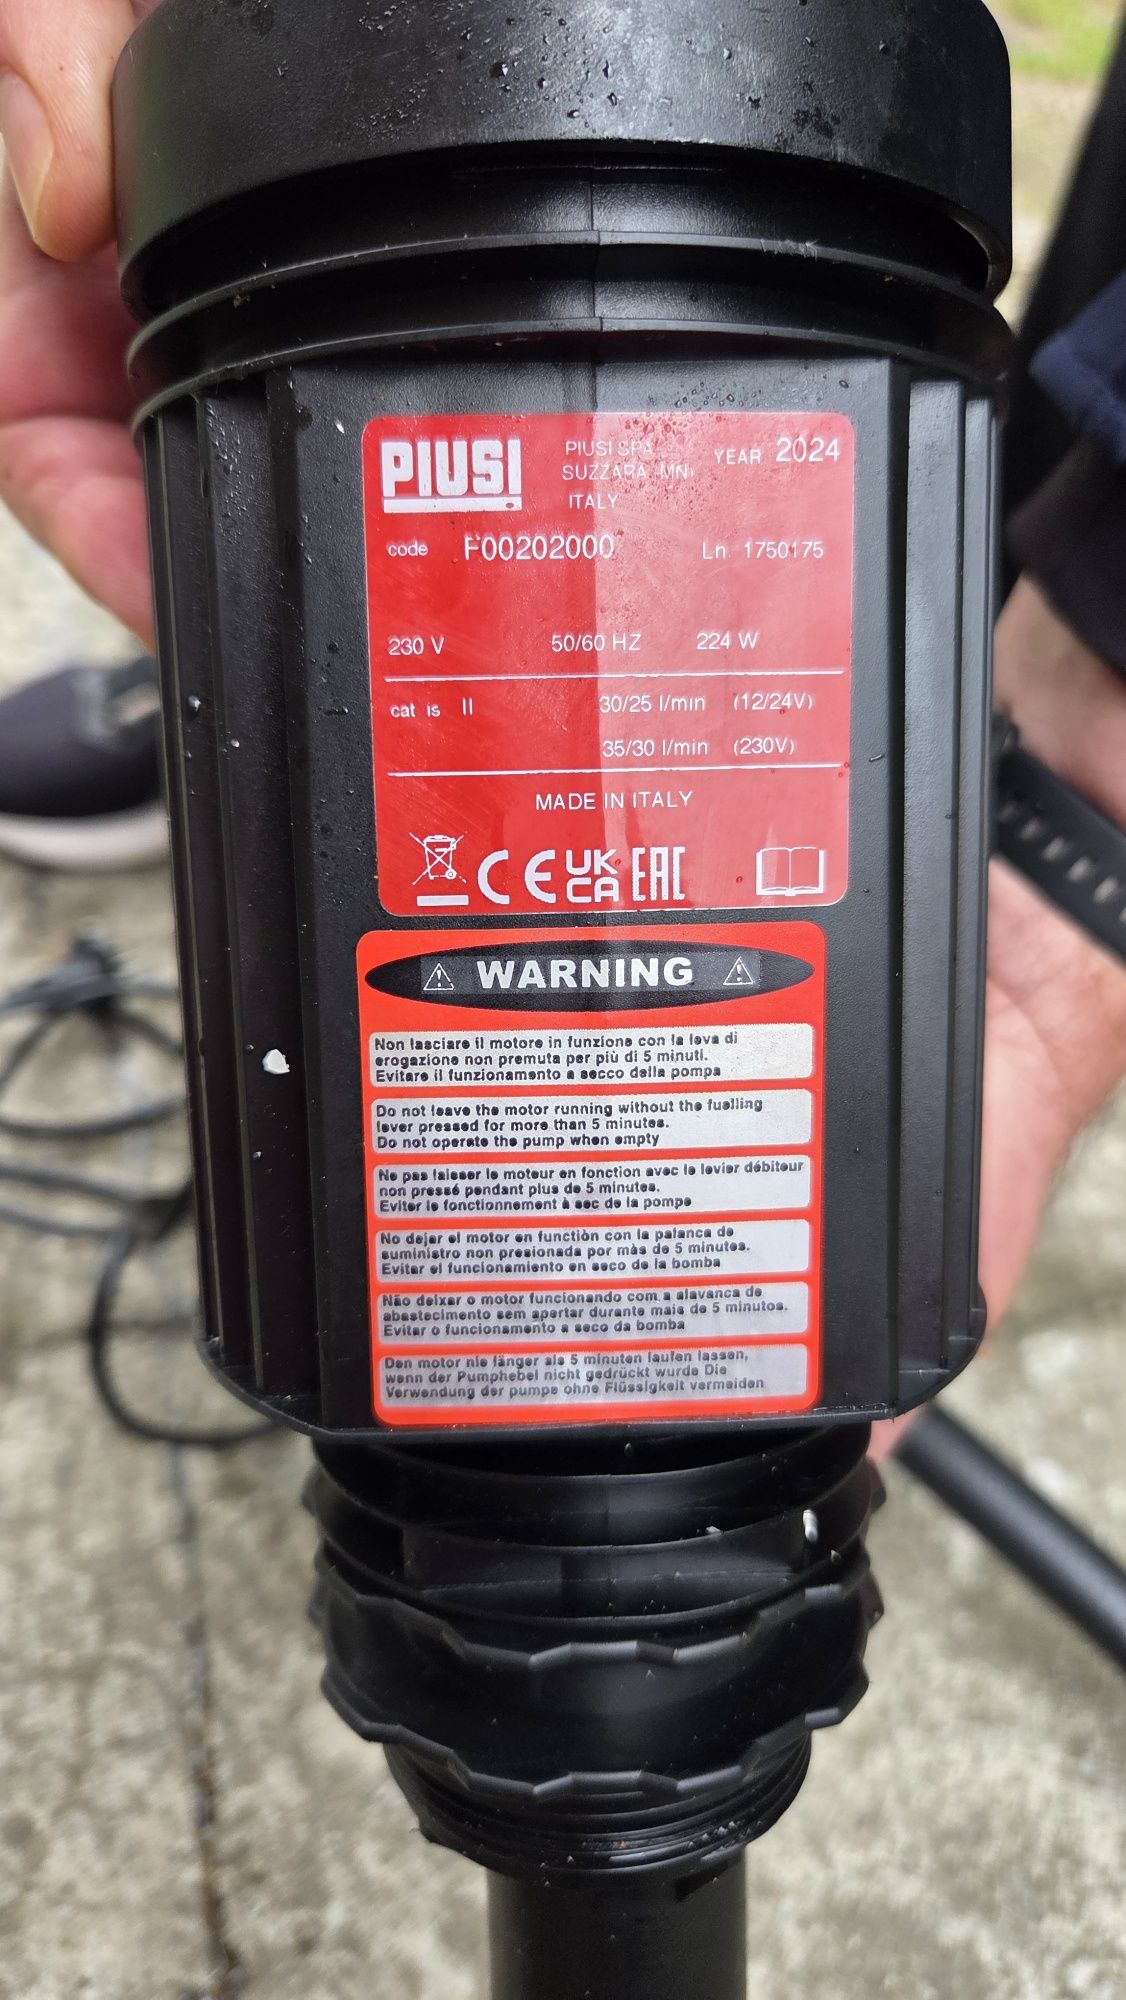 PIUSI
PIUSI SPA
SUZZARA (MN)
ITALY
YEAR 2024
code F00202000 Ln 1750175
230 V 50/60 HZ 224 W
cat is II 30/25 l/min (12/24V)
35/30 l/min (230V)
MADE IN ITALY
CE UK CA EAC
WARNING
Non lasciare il motore in funzione con la leva di
erogazione non premuta per più di 5 minuti.
Evitare il funzionamento a secco della pompa
Do not leave the motor running without the fuelling
lever pressed for more than 5 minutes.
Do not operate the pump when empty
Ne pas laisser le moteur en fonction avec le levier débiteur
non pressé pendant plus de 5 minutes.
Eviter le fonctionnement à sec de la pompe
No dejar el motor en functiòn con la palanca de
suministro non presionada por màs de 5 minutes.
Evitar el funcionamiento en seco de la bomba
Não deixar o motor funcionando com a alavanca de
abastecimento sem apertar durante mais de 5 minutos.
Evitar o funcionamento a seco da bomba
Den motor nie länger als 5 minuten laufen lassen,
wenn der Pumphebel nicht gedrückt wurde Die
Verwendung der pumpe ohne Flüssigkeit vermeiden